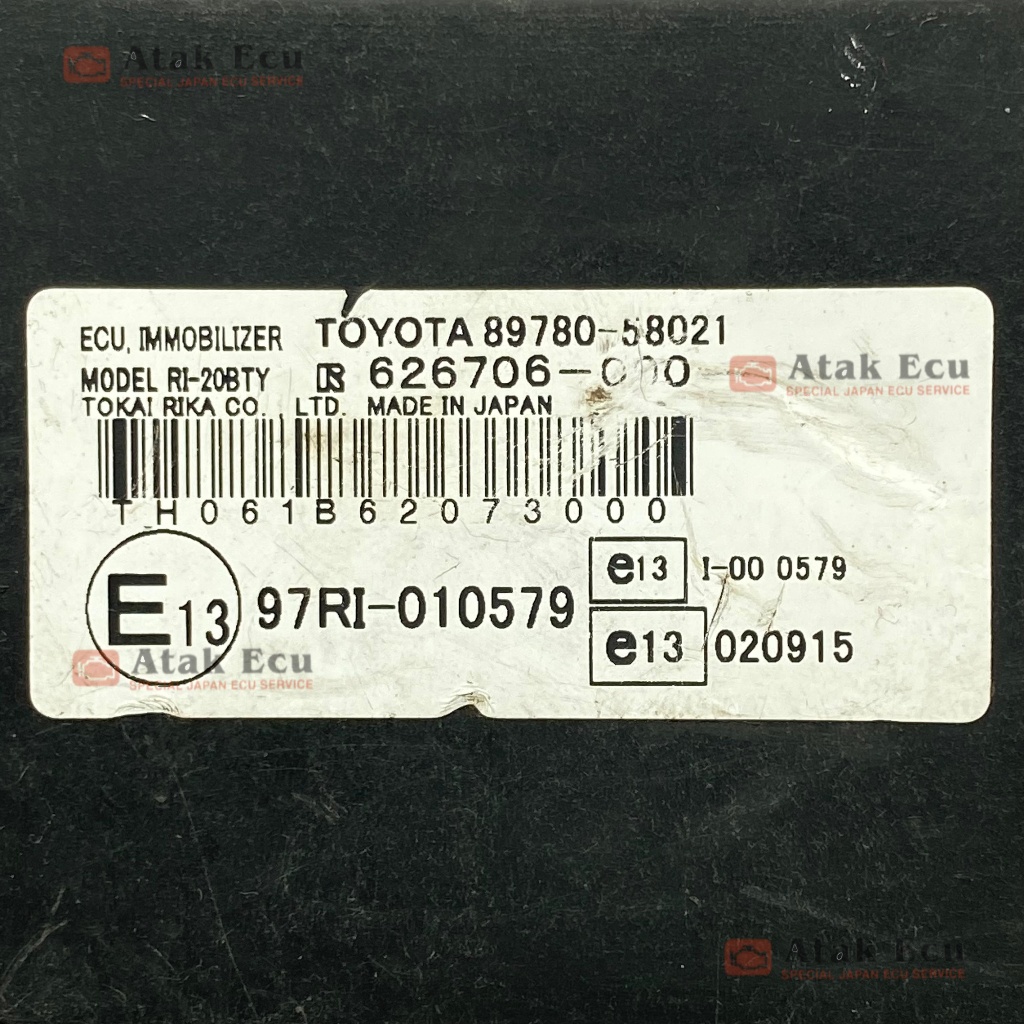 Atak Ecu
SPECIAL JAPAN ECU SERVICE
ECU, IMMOBILIZER TOYOTA 89780-58021
MODEL RI-20BTY 626706-000
Atak Ecu
SPECIAL JAPAN ECU SERVICE
TOKAI RIKA CO., LTD. MADE IN JAPAN
TH061B62073000
E13 97RI-010579
e13 I-00 0579
e13 020915
Atak Ecu
SPECIAL JAPAN ECU SERVICE
Atak Ecu
SPECIAL JAPAN ECU SERVICE